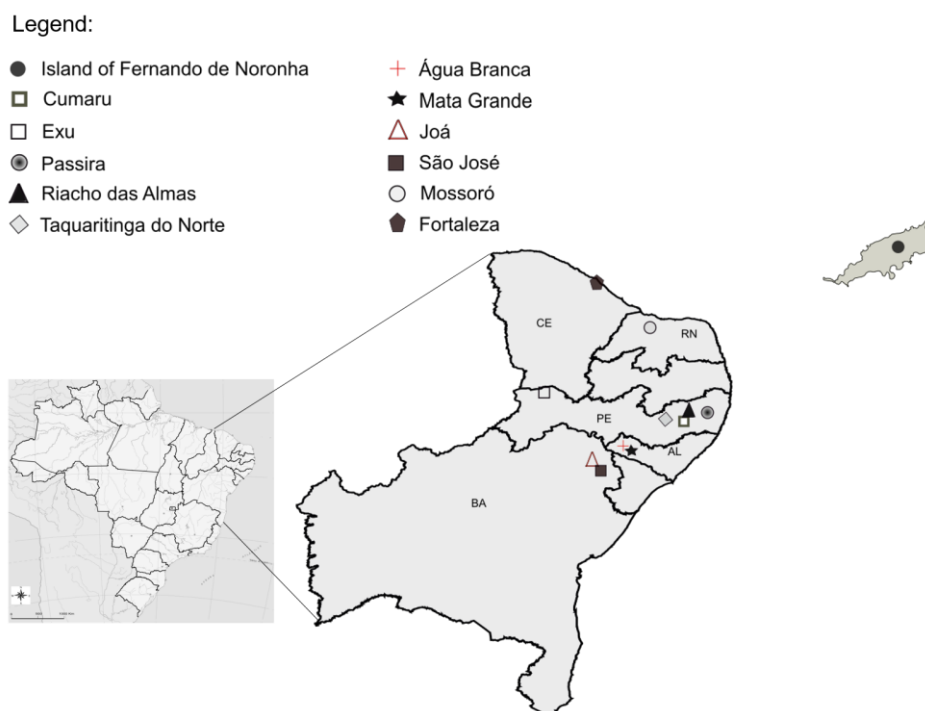 Legend:
Island of Fernando de Noronha
Cumaru
Exu
Passira
Riacho das Almas
Taquaritinga do Norte
Água Branca
Mata Grande
Joá
São José
Mossoró
Fortaleza
CE
RN
PE
AL
BA